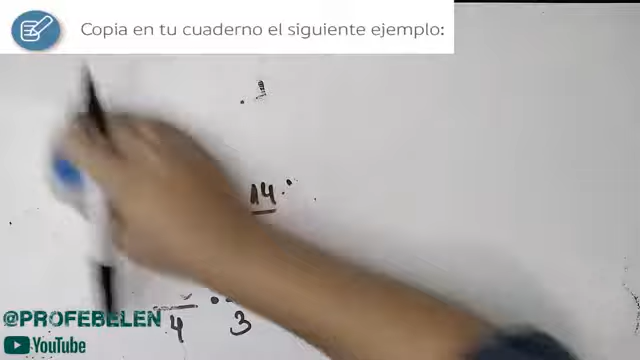 Copia en tu cuaderno el siguiente ejemplo:
14
4 3
@PROFEBELEN
YouTube